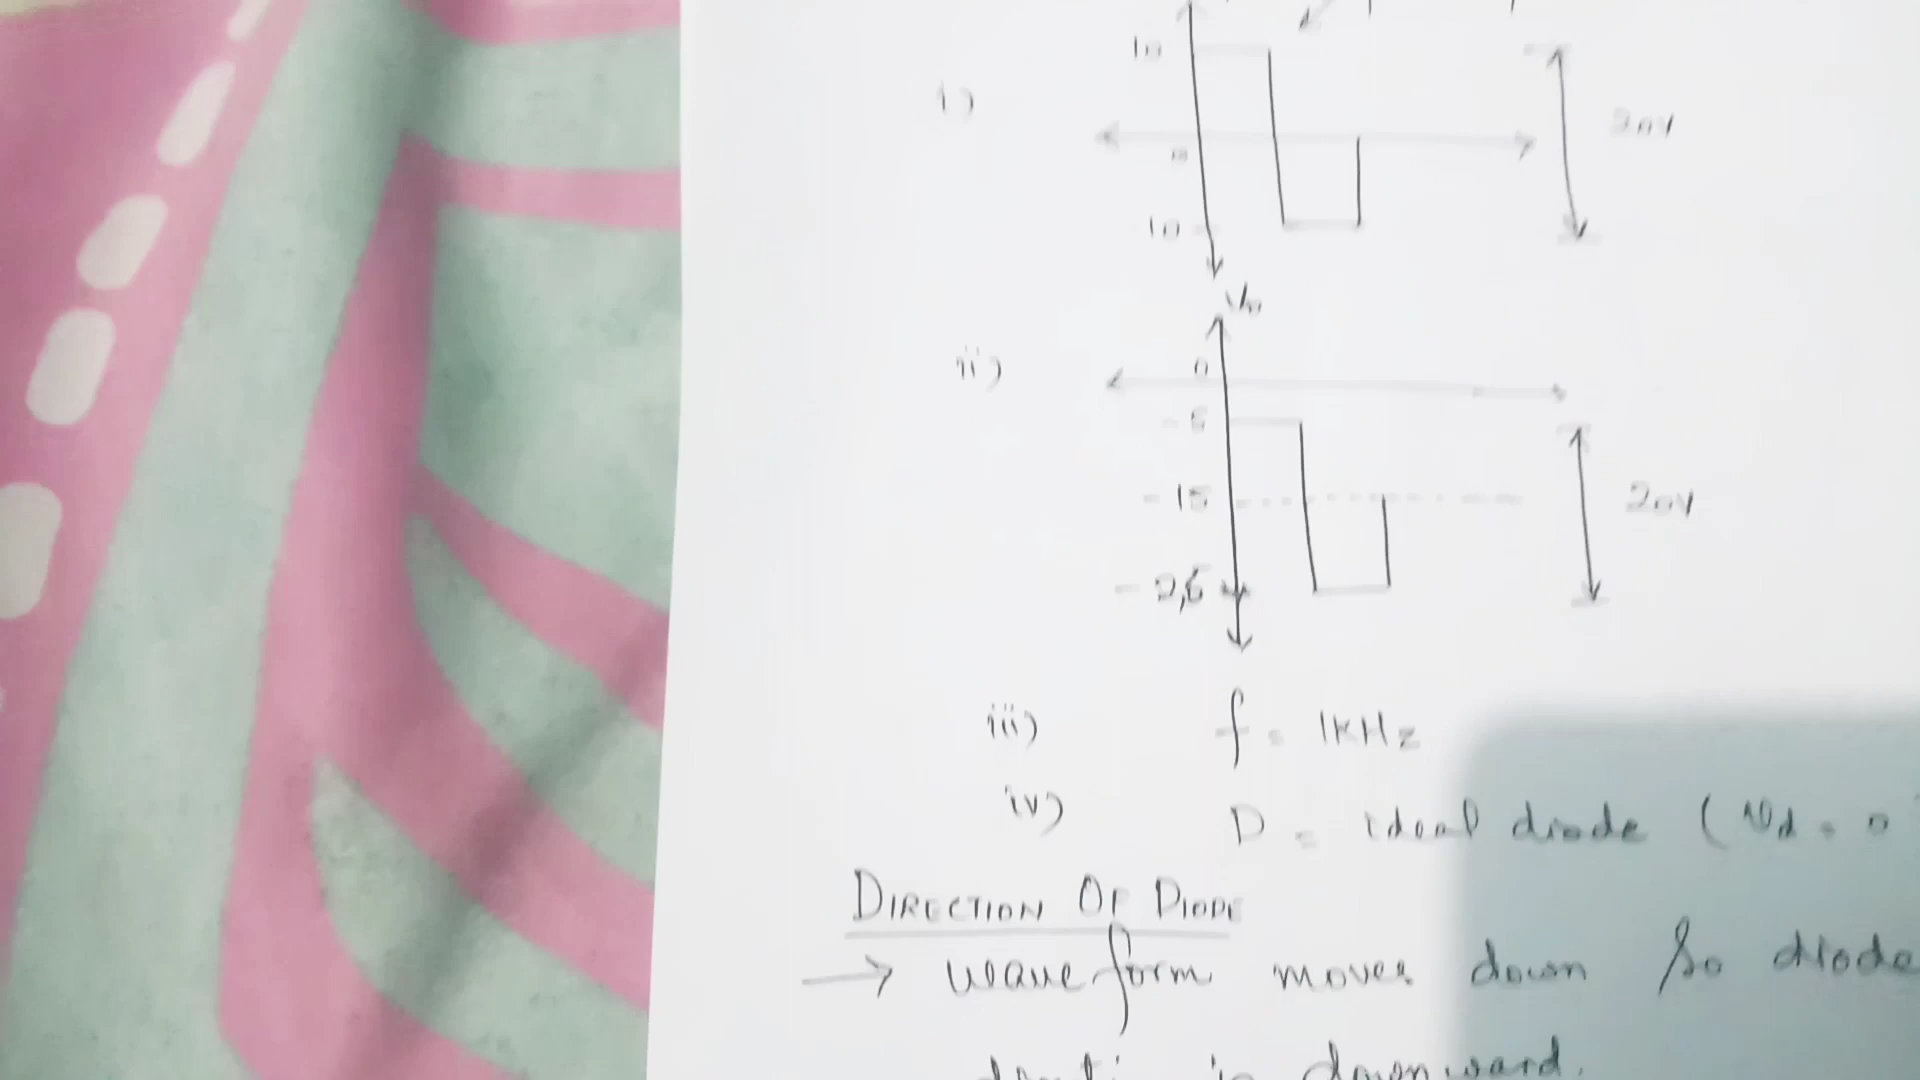 10
i)
20V
0
10
Vo
ii)
0
- 5
- 15
20V
- 25
iii) f = 1KHz
iv) D = ideal diode (Vd = 0
DIRECTION OF DIODE
→ waveform moves down so diode
is downward.